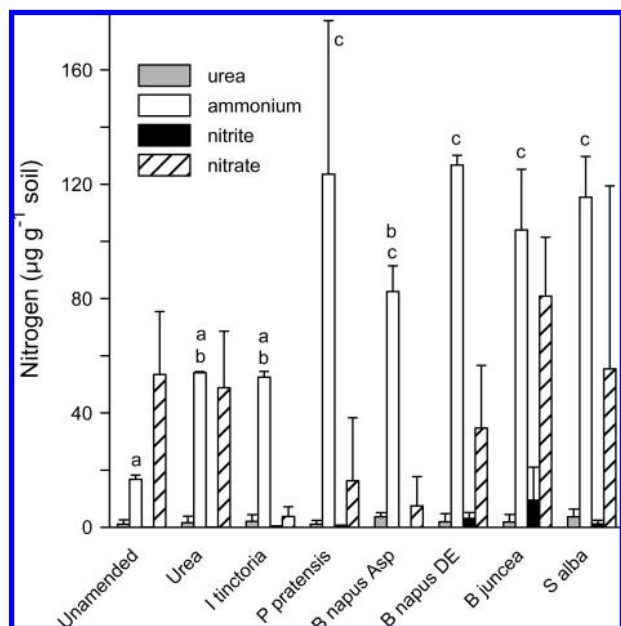 Nitrogen (µg g⁻¹ soil)
160
120
80
40
0
urea
ammonium
nitrite
nitrate
a
a
b
a
b
c
b
c
c
c
c
Unamended
Urea
I tinctoria
P pratensis
B napus Asp
B napus DE
B juncea
S alba